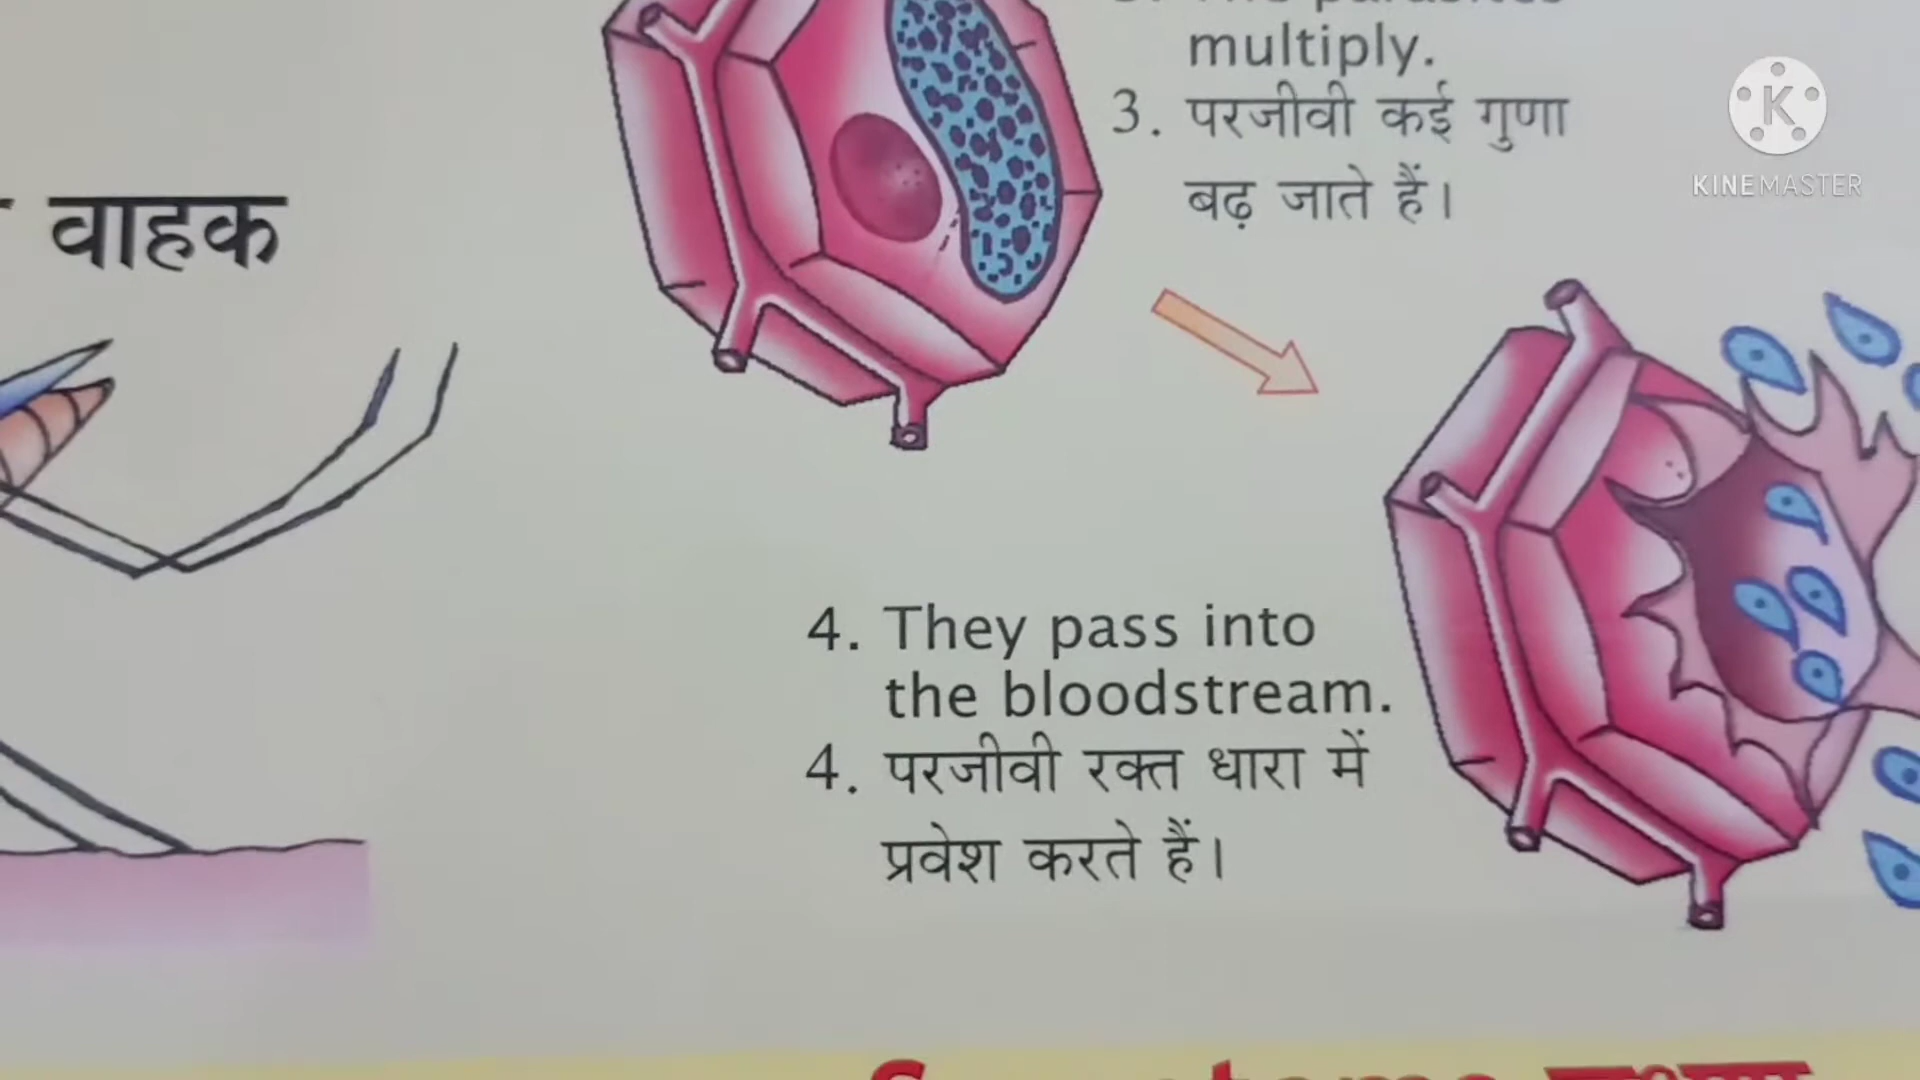 multiply.
3. परजीवी कई गुणा
बढ़ जाते हैं।
KINEMASTER
वाहक
4. They pass into
the bloodstream.
4. परजीवी रक्त धारा में
प्रवेश करते हैं।